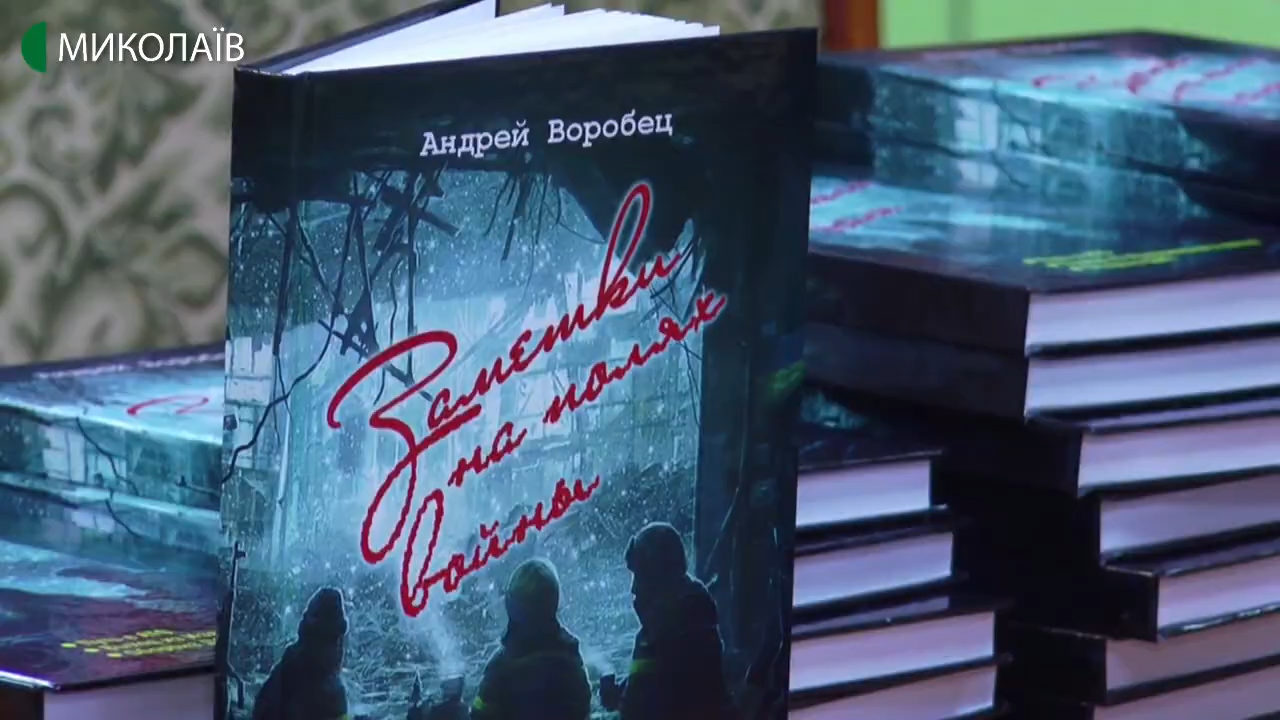 МИКОЛАЇВ
Андрей Воробец
Заметки
на полях
войны